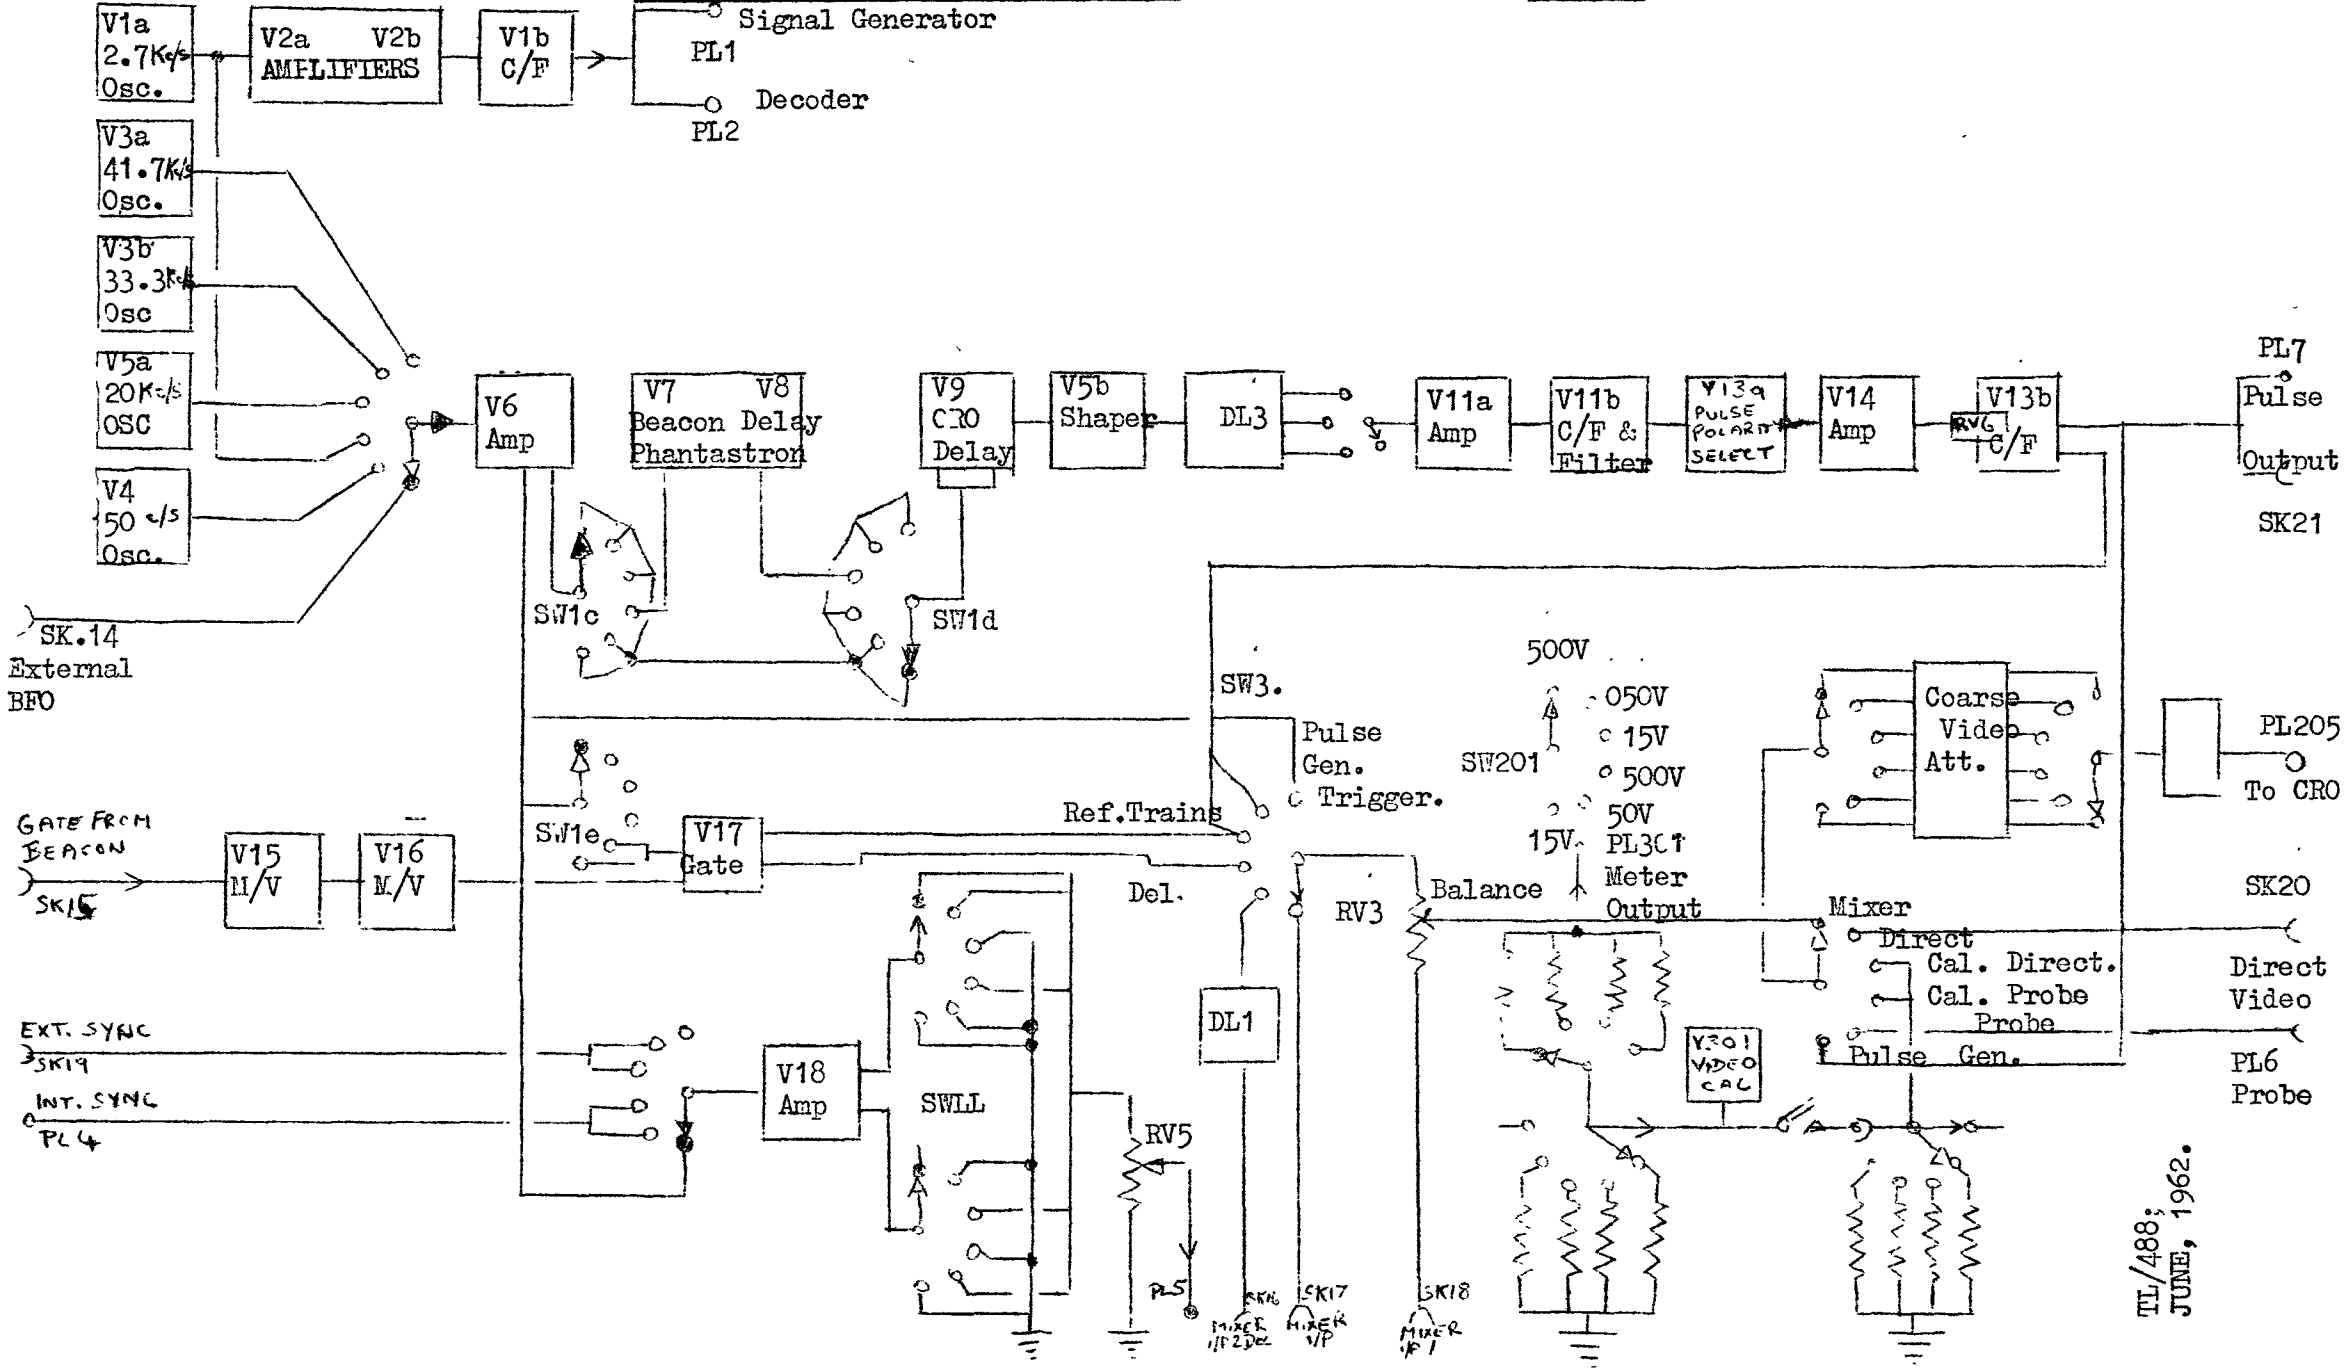 V1a
2.7Kc/s
Osc.
V2a V2b
AMPLIFIERS
V1b
C/F
Signal Generator
PL1
Decoder
PL2
V3a
41.7Kc/s
Osc.
V3b
33.3Kc/s
Osc
V5a
20Kc/s
OSC
V4
50 c/s
Osc.
SK.14
External
BFO
V6
Amp
V7 V8
Beacon Delay
Phantastron
V9
CRO
Delay
V5b
Shaper
DL3
V11a
Amp
V11b
C/F &
Filter
V13a
PULSE
POLARITY
SELECT
V14
Amp
RV6
V13b
C/F
PL7
Pulse
Output
SK21
SW1c
SW1d
SW3.
Pulse
Gen.
Trigger.
500V
050V
15V
SW201
500V
50V
15V
PL301
Meter
Output
Coarse
Video
Att.
PL205
To CRO
GATE FROM
BEACON
SK15
V15
M/V
V16
M/V
SW1e
V17
Gate
Ref.Trains
Del.
RV3
Balance
Mixer
Direct
Cal. Direct.
Cal. Probe
Probe
Pulse Gen.
SK20
Direct
Video
PL6
Probe
EXT. SYNC
SK19
INT. SYNC
PL4
V18
Amp
SWLL
RV5
PL5
DL1
V301
VIDEO
CAL
SK16
MIXER
I/P 2 Del
SK17
MIXER
I/P
SK18
MIXER
I/P 1
TL/488;
JUNE, 1962.